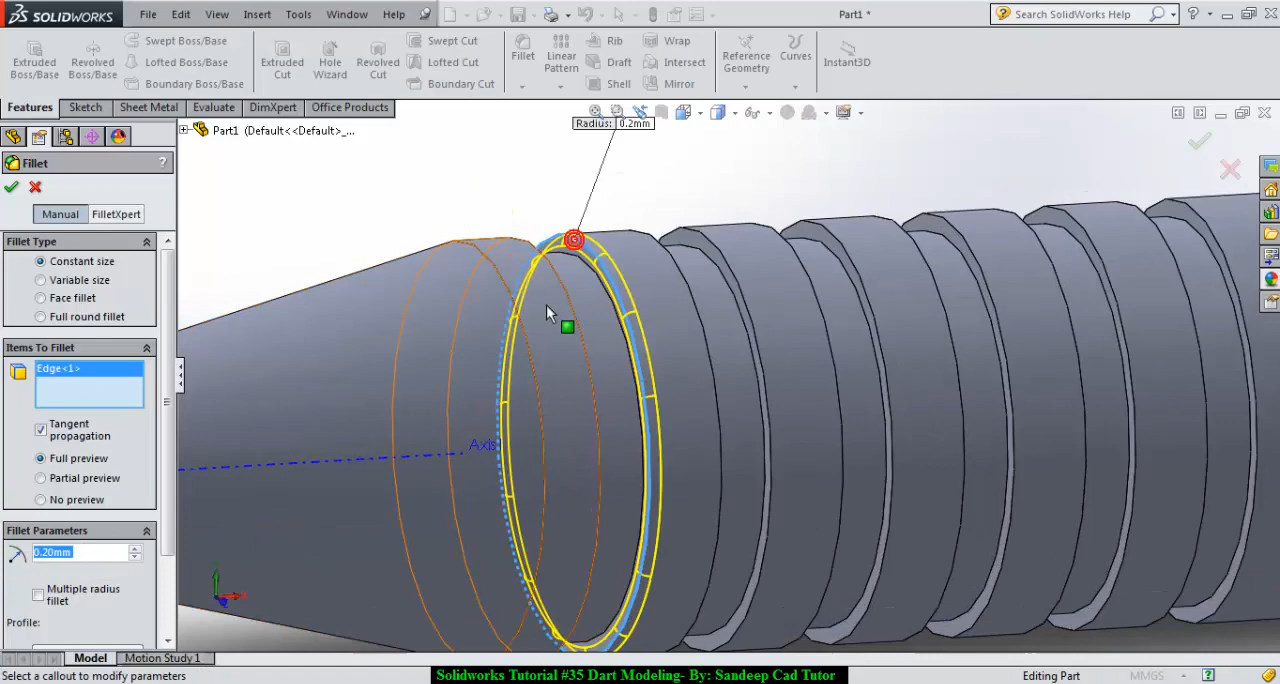 SOLIDWORKS File Edit View Insert Tools Window Help Part1 * Search SolidWorks Help
Extruded Boss/Base
Revolved Boss/Base
Swept Boss/Base
Lofted Boss/Base
Boundary Boss/Base
Extruded Cut
Hole Wizard
Revolved Cut
Swept Cut
Lofted Cut
Boundary Cut
Fillet
Linear Pattern
Rib
Draft
Shell
Wrap
Intersect
Mirror
Reference Geometry
Curves
Instant3D
Features Sketch Sheet Metal Evaluate DimXpert Office Products
Part1 (Default<<Default>_...
Radius: 0.2mm
Fillet ?
Manual FilletXpert
Fillet Type
Constant size
Variable size
Face fillet
Full round fillet
Items To Fillet
Edge<1>
Tangent
propagation
Full preview
Partial preview
No preview
Axis
Fillet Parameters
0.20mm
Multiple radius
fillet
Profile:
Model Motion Study 1
Select a callout to modify parameters
Solidworks Tutorial #35 Dart Modeling- By: Sandeep Cad Tutor
Editing Part
MMGS